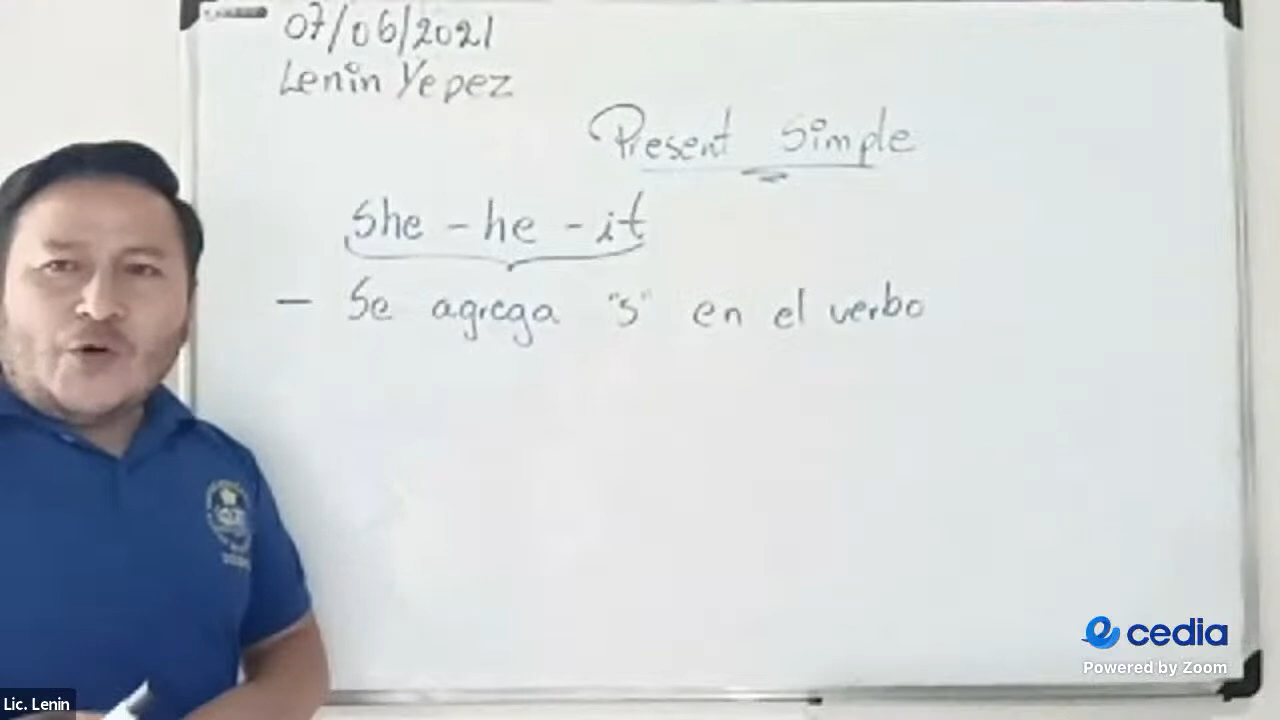 07/06/2021
Lenin Yepez
Present Simple
She - he - it
- Se agrega "s" en el verbo
cedia
Powered by Zoom
Lic. Lenin